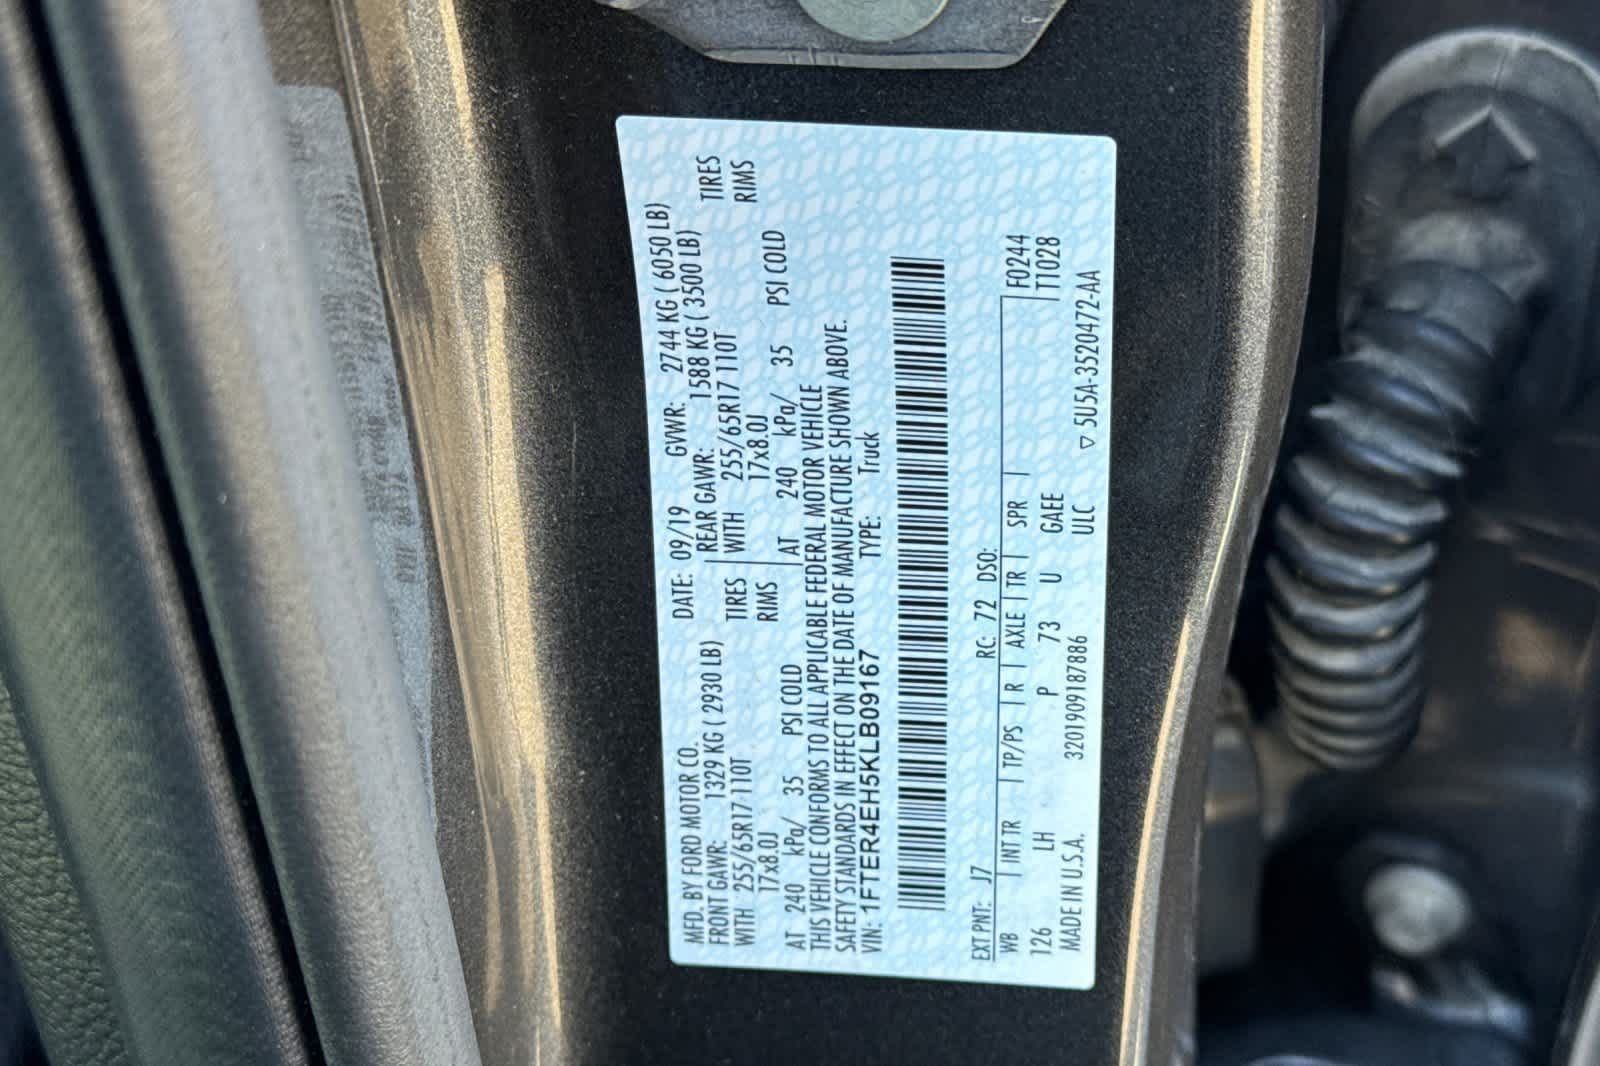 MFD. BY FORD MOTOR CO. DATE: 09/19 GVWR: 2744 KG ( 6050 LB)
FRONT GAWR: 1329 KG ( 2930 LB) REAR GAWR: 1588 KG ( 3500 LB)
WITH 255/65R17 110T TIRES WITH 255/65R17 110T TIRES
17x8.0J RIMS 17x8.0J RIMS
AT 240 kPa/ 35 PSI COLD AT 240 kPa/ 35 PSI COLD
THIS VEHICLE CONFORMS TO ALL APPLICABLE FEDERAL MOTOR VEHICLE
SAFETY STANDARDS IN EFFECT ON THE DATE OF MANUFACTURE SHOWN ABOVE.
VIN: 1FTER4EH5KLB09167 TYPE: Truck
EXT PNT: J7 RC: 72 DSO: F0244
WB | INT TR | TP/PS | R | AXLE | TR | SPR | T1028
126 LH P 73 U GAEE
ULC ▽ 5U5A-3520472-AA
MADE IN U.S.A. 3201909187886